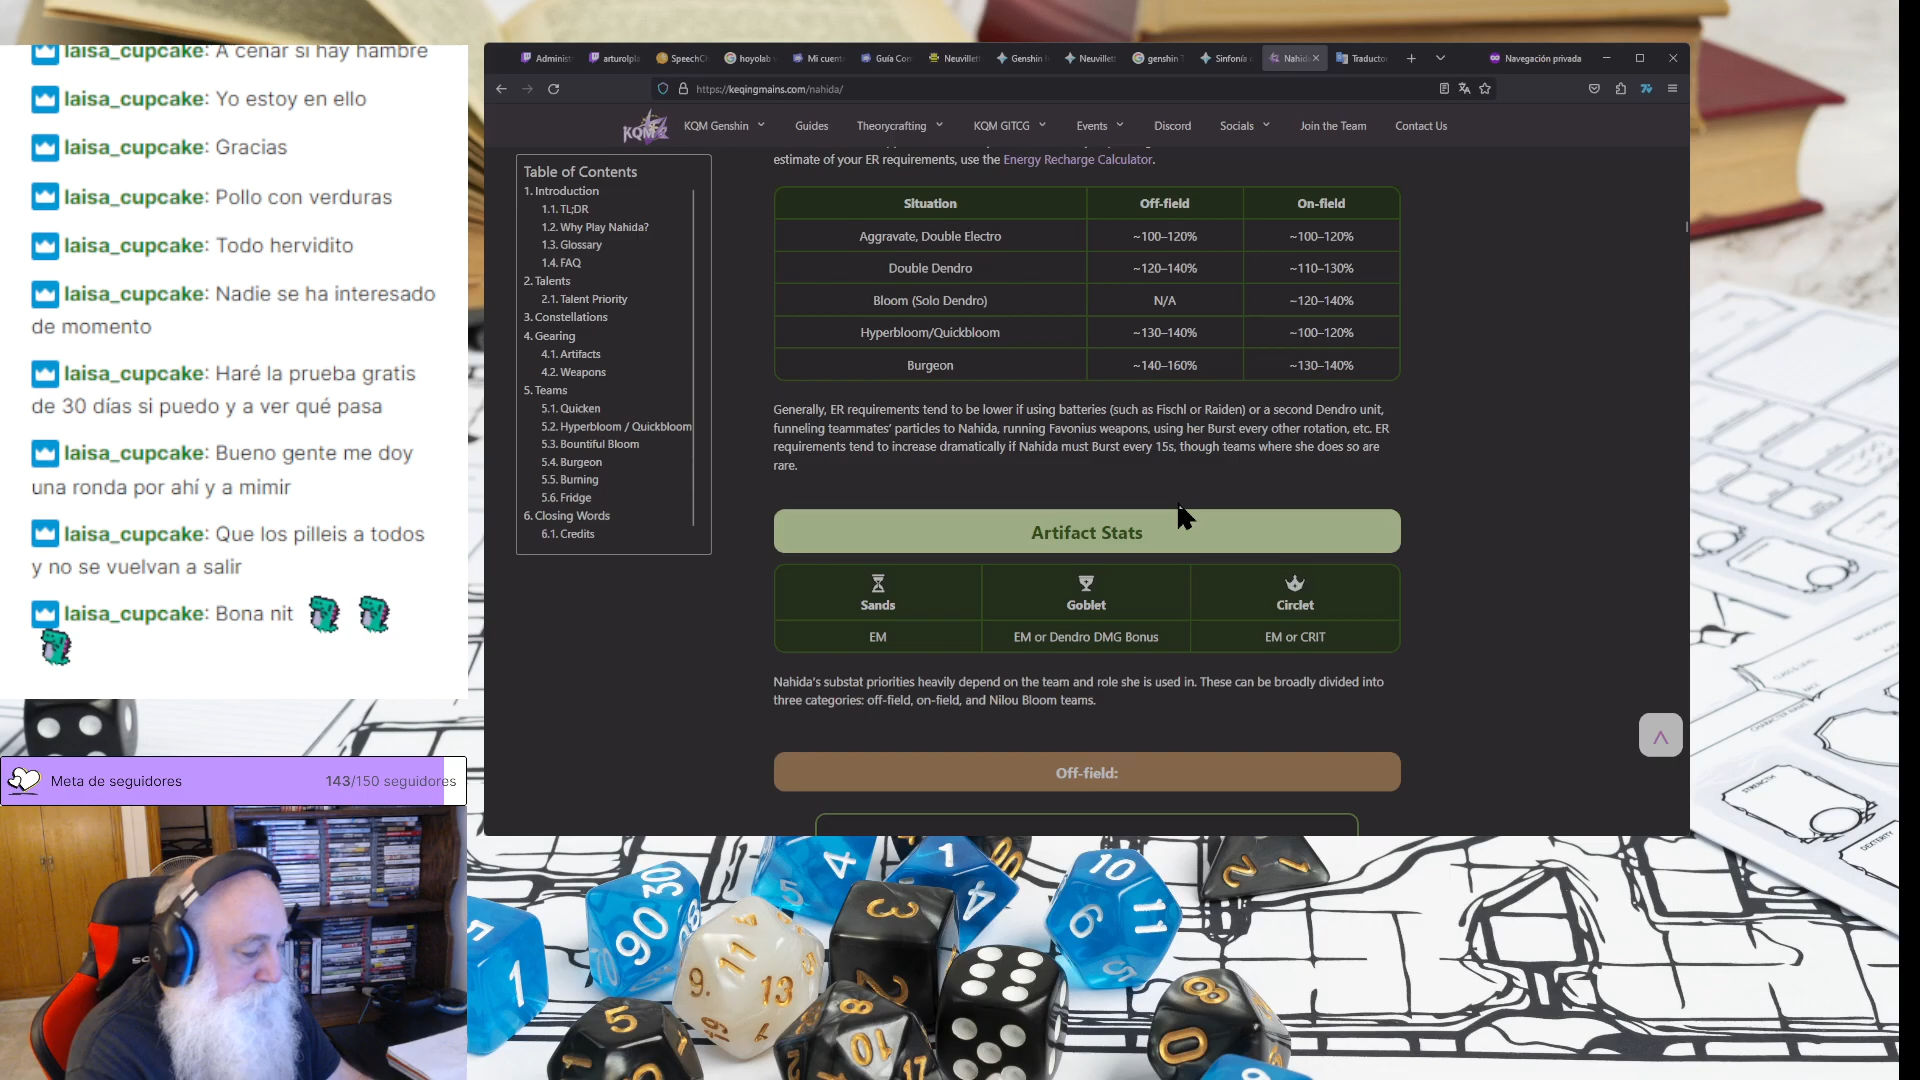 laisa_cupcake: A cenar si hay hambre
laisa_cupcake: Yo estoy en ello
laisa_cupcake: Gracias
laisa_cupcake: Pollo con verduras
laisa_cupcake: Todo hervidito
laisa_cupcake: Nadie se ha interesado
de momento
laisa_cupcake: Haré la prueba gratis
de 30 días si puedo y a ver qué pasa
laisa_cupcake: Bueno gente me doy
una ronda por ahí y a mimir
laisa_cupcake: Que los pilleis a todos
y no se vuelvan a salir
laisa_cupcake: Bona nit
Meta de seguidores
143/150 seguidores
Mi cuent
Guía Con
Neuvillet
Genshin
Neuvillet
genshin
Sinfonía
Nahid
Traducto
Navegación privada
https://keqingmains.com/nahida/
KQM
KQM Genshin
Guides
Theorycrafting
KQM GITCG
Events
Discord
Socials
Join the Team
Contact Us
Table of Contents
1. Introduction
1.1. TL;DR
1.2. Why Play Nahida?
1.3. Glossary
1.4. FAQ
2. Talents
2.1. Talent Priority
3. Constellations
4. Gearing
4.1. Artifacts
4.2. Weapons
5. Teams
5.1. Quicken
5.2. Hyperbloom / Quickbloom
5.3. Bountiful Bloom
5.4. Burgeon
5.5. Burning
5.6. Fridge
6. Closing Words
6.1. Credits
estimate of your ER requirements, use the Energy Recharge Calculator.
Situation Off-field On-field
Aggravate, Double Electro ~100–120% ~100–120%
Double Dendro ~120–140% ~110–130%
Bloom (Solo Dendro) N/A ~120–140%
Hyperbloom/Quickbloom ~130–140% ~100–120%
Burgeon ~140–160% ~130–140%
Generally, ER requirements tend to be lower if using batteries (such as Fischl or Raiden) or a second Dendro unit,
funneling teammates' particles to Nahida, running Favonius weapons, using her Burst every other rotation, etc. ER
requirements tend to increase dramatically if Nahida must Burst every 15s, though teams where she does so are
rare.
Artifact Stats
Sands Goblet Circlet
EM EM or Dendro DMG Bonus EM or CRIT
Nahida's substat priorities heavily depend on the team and role she is used in. These can be broadly divided into
three categories: off-field, on-field, and Nilou Bloom teams.
Off-field: